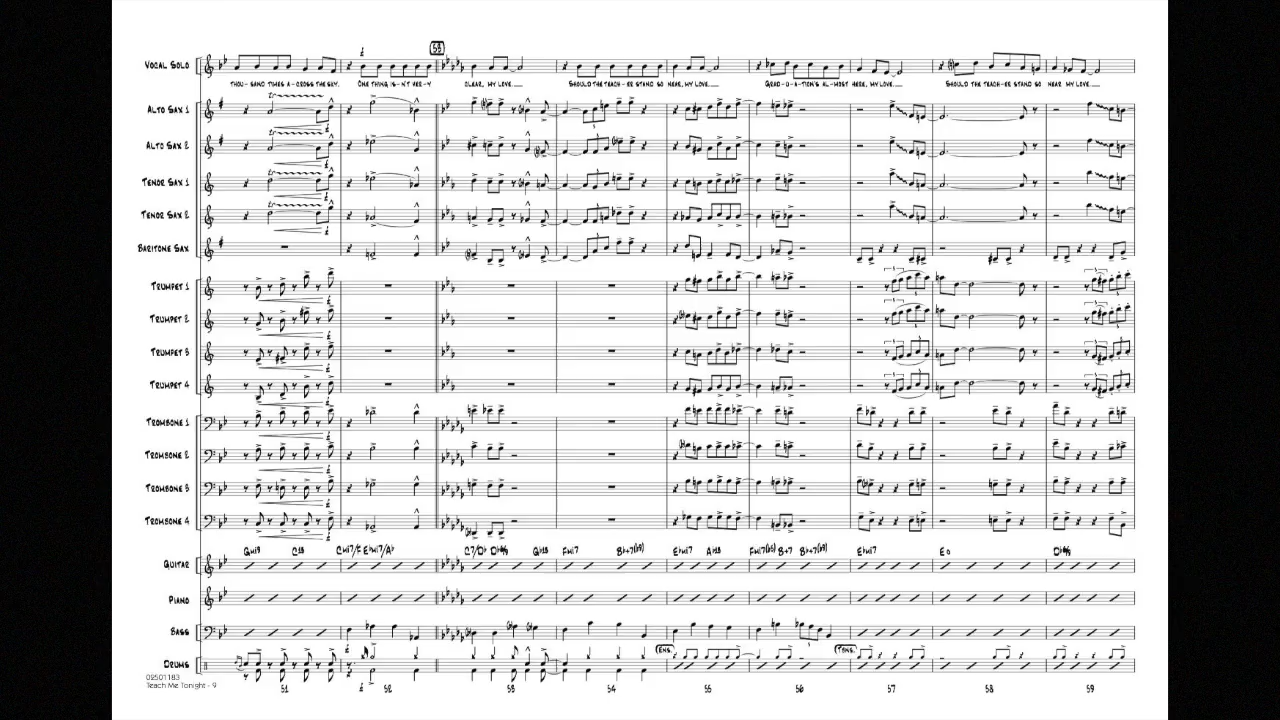 53
VOCAL SOLO
THOU - SAND TIMES A - CROSS THE SKY. ONE THING IS - N'T VER - Y CLEAR, MY LOVE. SHOULD THE TEACH - ER STAND SO NEAR, MY LOVE. GRAD - U - A - TION'S AL - MOST HERE, MY LOVE. SHOULD THE TEACH - ER STAND SO NEAR MY LOVE.
ALTO SAX 1
ALTO SAX 2
TENOR SAX 1
TENOR SAX 2
BARITONE SAX
TRUMPET 1
TRUMPET 2
TRUMPET 3
TRUMPET 4
TROMBONE 1
TROMBONE 2
TROMBONE 3
TROMBONE 4
GUITAR
PIANO
BASS
DRUMS
02501183
Teach Me Tonight - 9
51 52 53 54 55 56 57 58 59